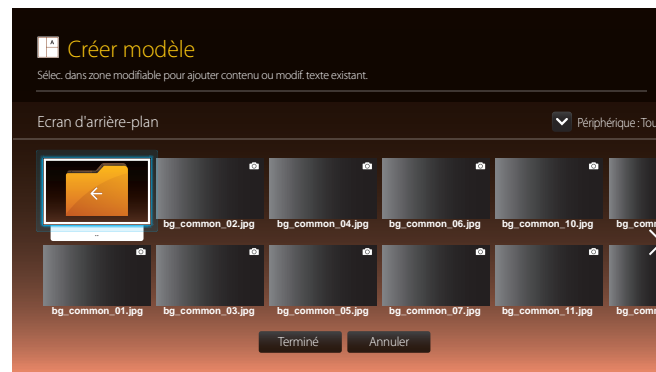 Créer modèle
Sélec. dans zone modifiable pour ajouter contenu ou modif. texte existant.
Ecran d'arrière-plan
Périphérique : Tou
..
bg_common_02.jpg
bg_common_04.jpg
bg_common_06.jpg
bg_common_10.jpg
bg_com
bg_common_01.jpg
bg_common_03.jpg
bg_common_05.jpg
bg_common_07.jpg
bg_common_11.jpg
bg_com
Terminé
Annuler